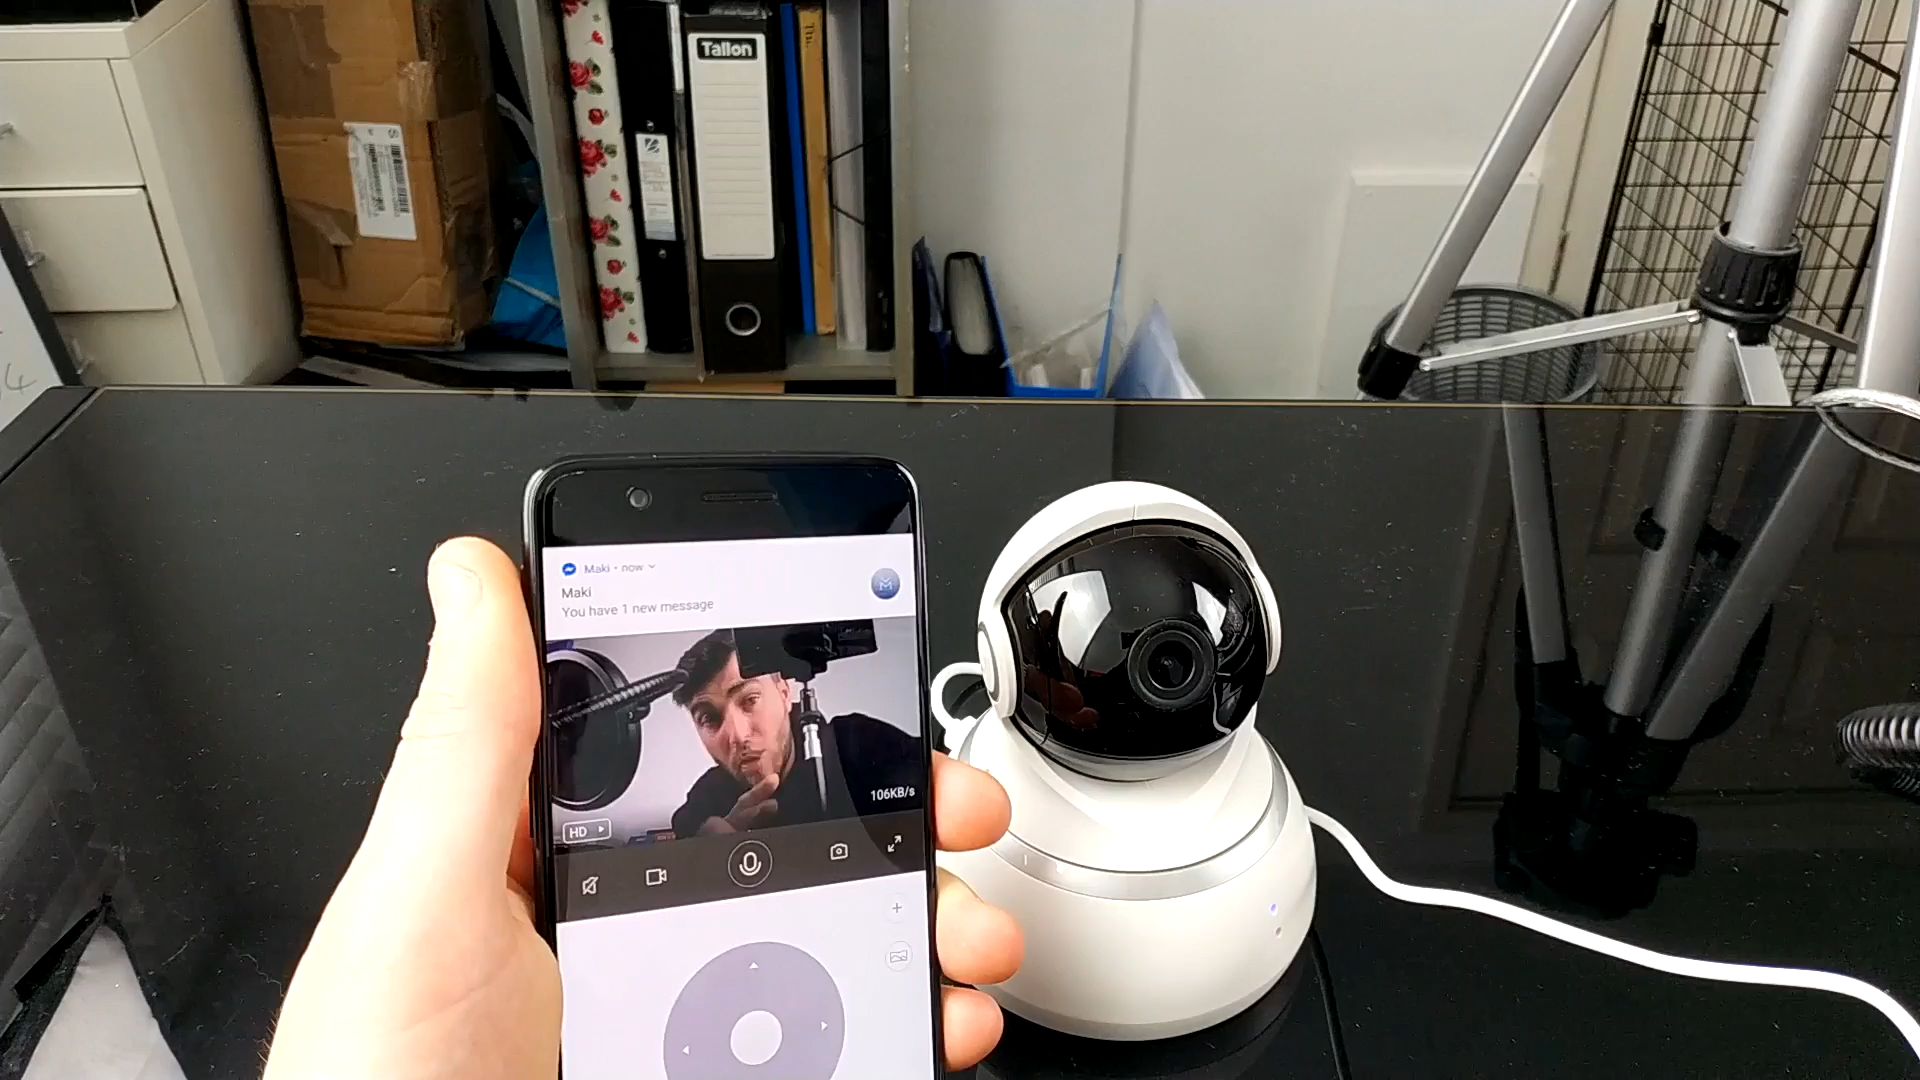 Tallon
Maki • now
Maki
You have 1 new message
106KB/s
HD